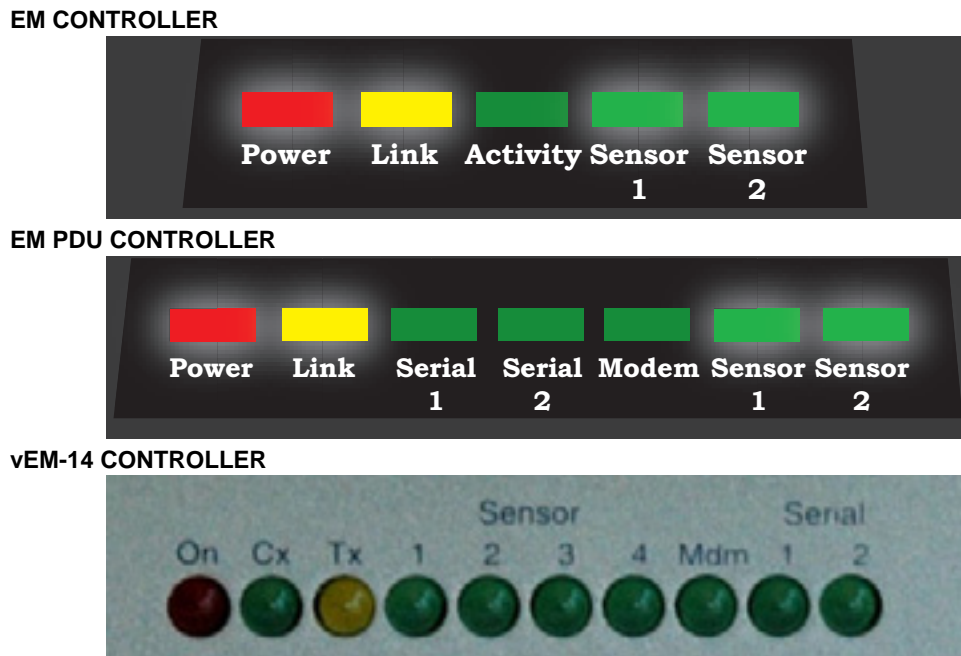 EM CONTROLLER
Power Link Activity Sensor Sensor
1 2
EM PDU CONTROLLER
Power Link Serial Serial Modem Sensor Sensor
1 2 1 2
vEM-14 CONTROLLER
Sensor Serial
On Cx Tx 1 2 3 4 Mdm 1 2